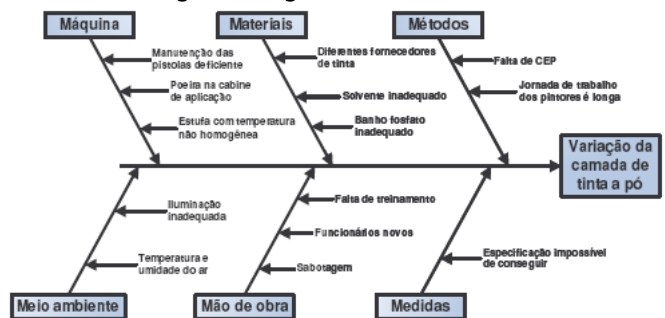 Máquina
Materiais
Métodos
Manutenção das
pistolas deficiente
Poeira na cabine
de aplicação
Estufa com temperatura
não homogênea
Diferentes fornecedores
de tinta
Solvente inadequado
Banho fosfato
inadequado
Falta de CEP
Jornada de trabalho
dos pintores é longa
Variação da
camada de
tinta a pó
Iluminação
inadequada
Temperatura e
umidade do ar
Falta de treinamento
Funcionários novos
Sabotagem
Especificação impossível
de conseguir
Meio ambiente
Mão de obra
Medidas